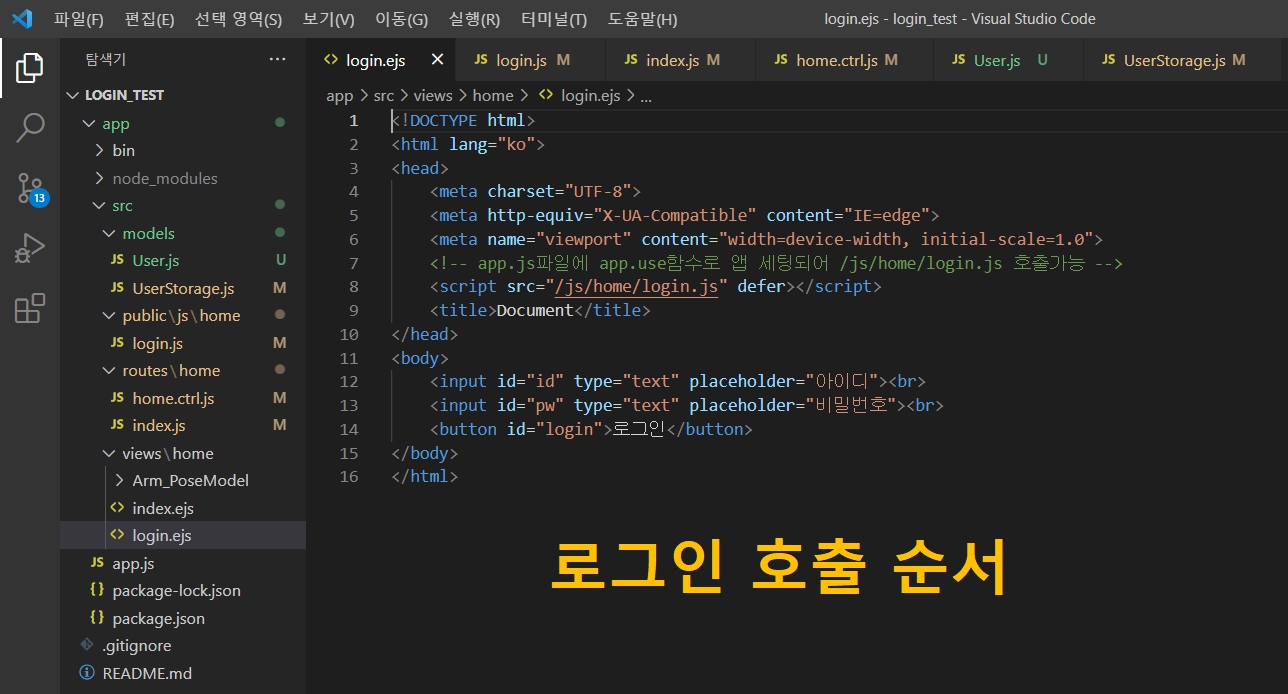 파일(F) 편집(E) 선택 영역(S) 보기(V) 이동(G) 실행(R) 터미널(T) 도움말(H) login.ejs - login_test - Visual Studio Code
탐색기 ...
login.ejs × JS login.js M JS index.js M JS home.ctrl.js M JS User.js U JS UserStorage.js M
LOGIN_TEST
app
bin
node_modules
13
src
models
JS User.js U
JS UserStorage.js M
public\js\home
JS login.js M
routes\home
JS home.ctrl.js M
JS index.js M
views\home
Arm_PoseModel
<> index.ejs
<> login.ejs
JS app.js
{} package-lock.json
{} package.json
.gitignore
README.md
app > src > views > home > <> login.ejs > ...
1 <!DOCTYPE html>
2 <html lang="ko">
3 <head>
4 <meta charset="UTF-8">
5 <meta http-equiv="X-UA-Compatible" content="IE=edge">
6 <meta name="viewport" content="width=device-width, initial-scale=1.0">
7 <!-- app.js파일에 app.use함수로 앱 세팅되어 /js/home/login.js 호출가능 -->
8 <script src="/js/home/login.js" defer></script>
9 <title>Document</title>
10 </head>
11 <body>
12 <input id="id" type="text" placeholder="아이디"><br>
13 <input id="pw" type="text" placeholder="비밀번호"><br>
14 <button id="login">로그인</button>
15 </body>
16 </html>
로그인 호출 순서